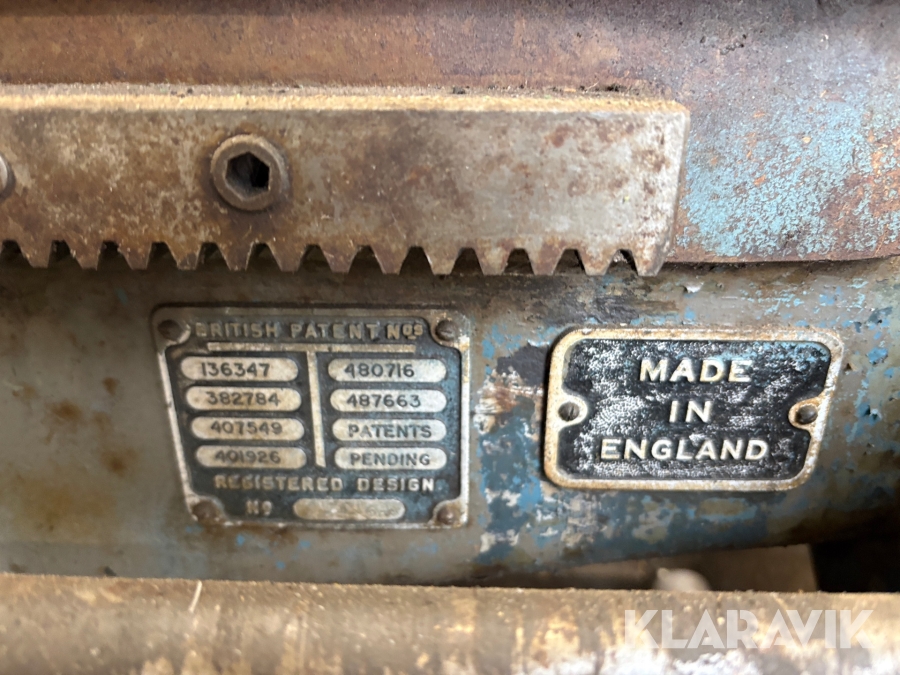 BRITISH PATENT NOS
136347
382784
407549
401926
480716
487663
PATENTS
PENDING
REGISTERED DESIGN
NO
MADE
IN
ENGLAND
KLARAVIK